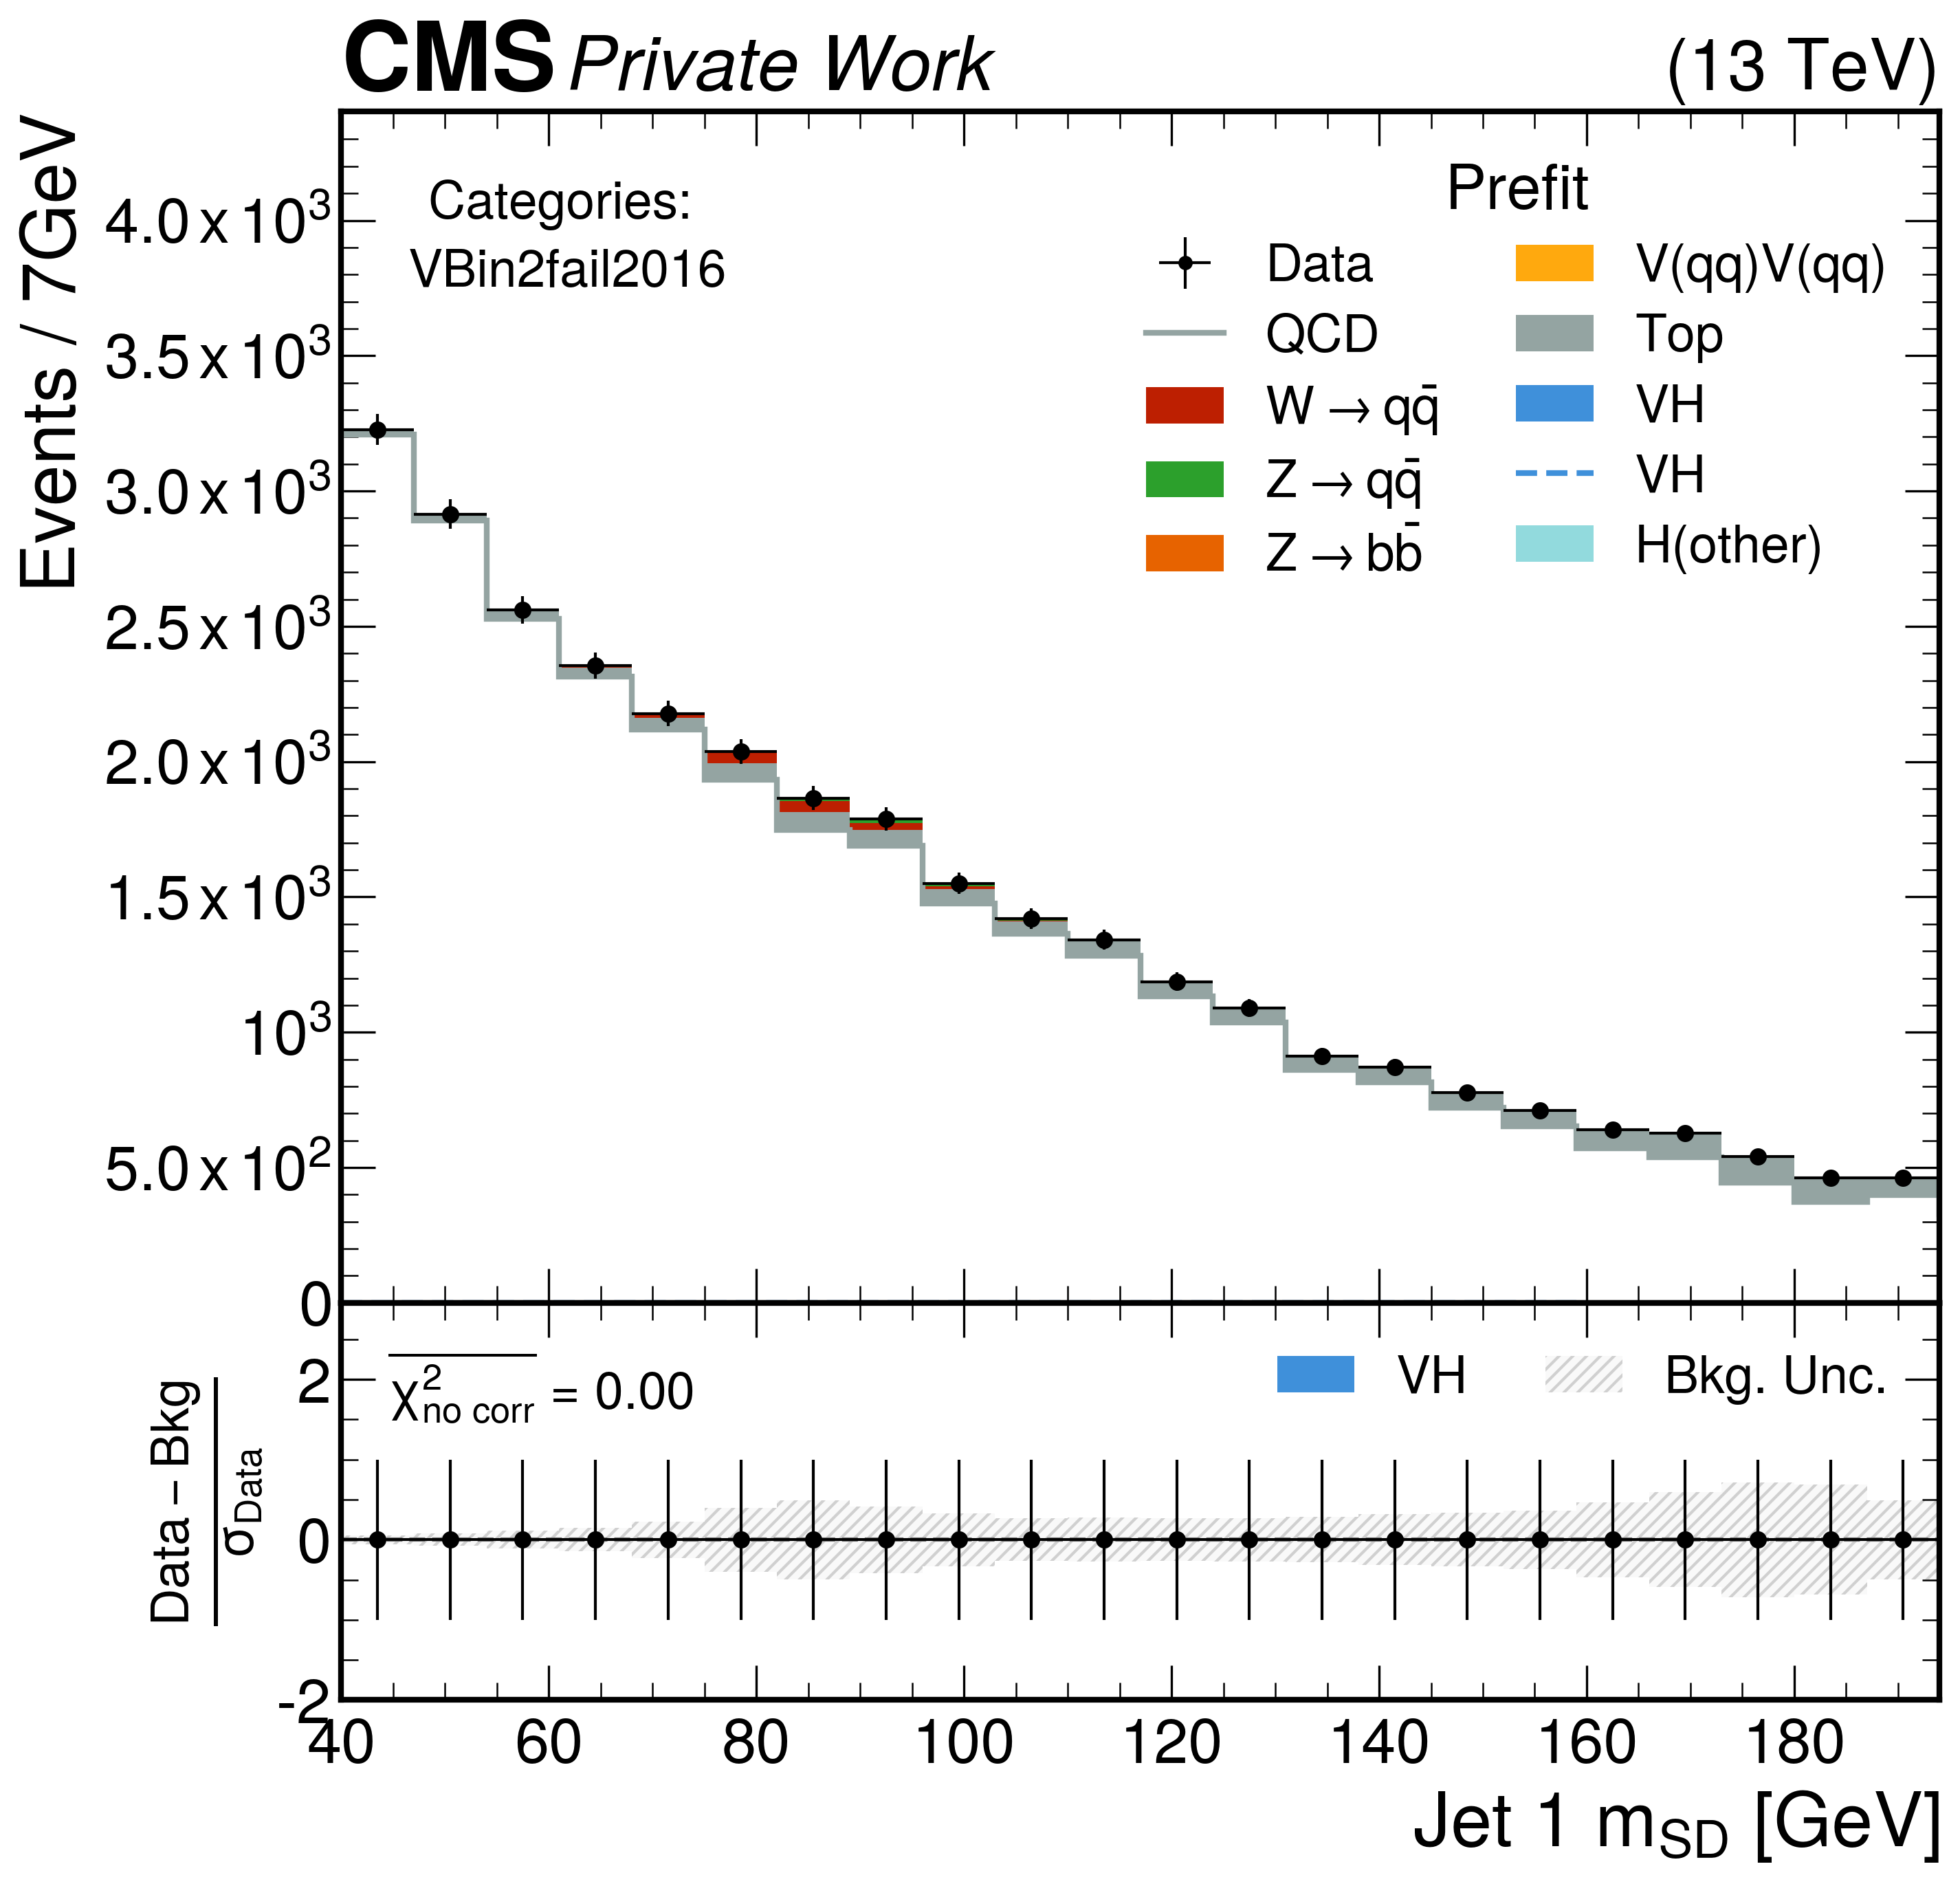 CMS Private Work (13 TeV)
Events / 7GeV
Categories:
VBin2fail2016
Prefit
Data
QCD
W → qq̄
Z → qq̄
Z → bb̄
V(qq)V(qq)
Top
VH
VH
H(other)
4.0 x 10³
3.5 x 10³
3.0 x 10³
2.5 x 10³
2.0 x 10³
1.5 x 10³
10³
5.0 x 10²
0
Data − Bkg
σ_Data
χ²_no corr = 0.00
VH
Bkg. Unc.
2
0
-2
40 60 80 100 120 140 160 180
Jet 1 m_SD [GeV]